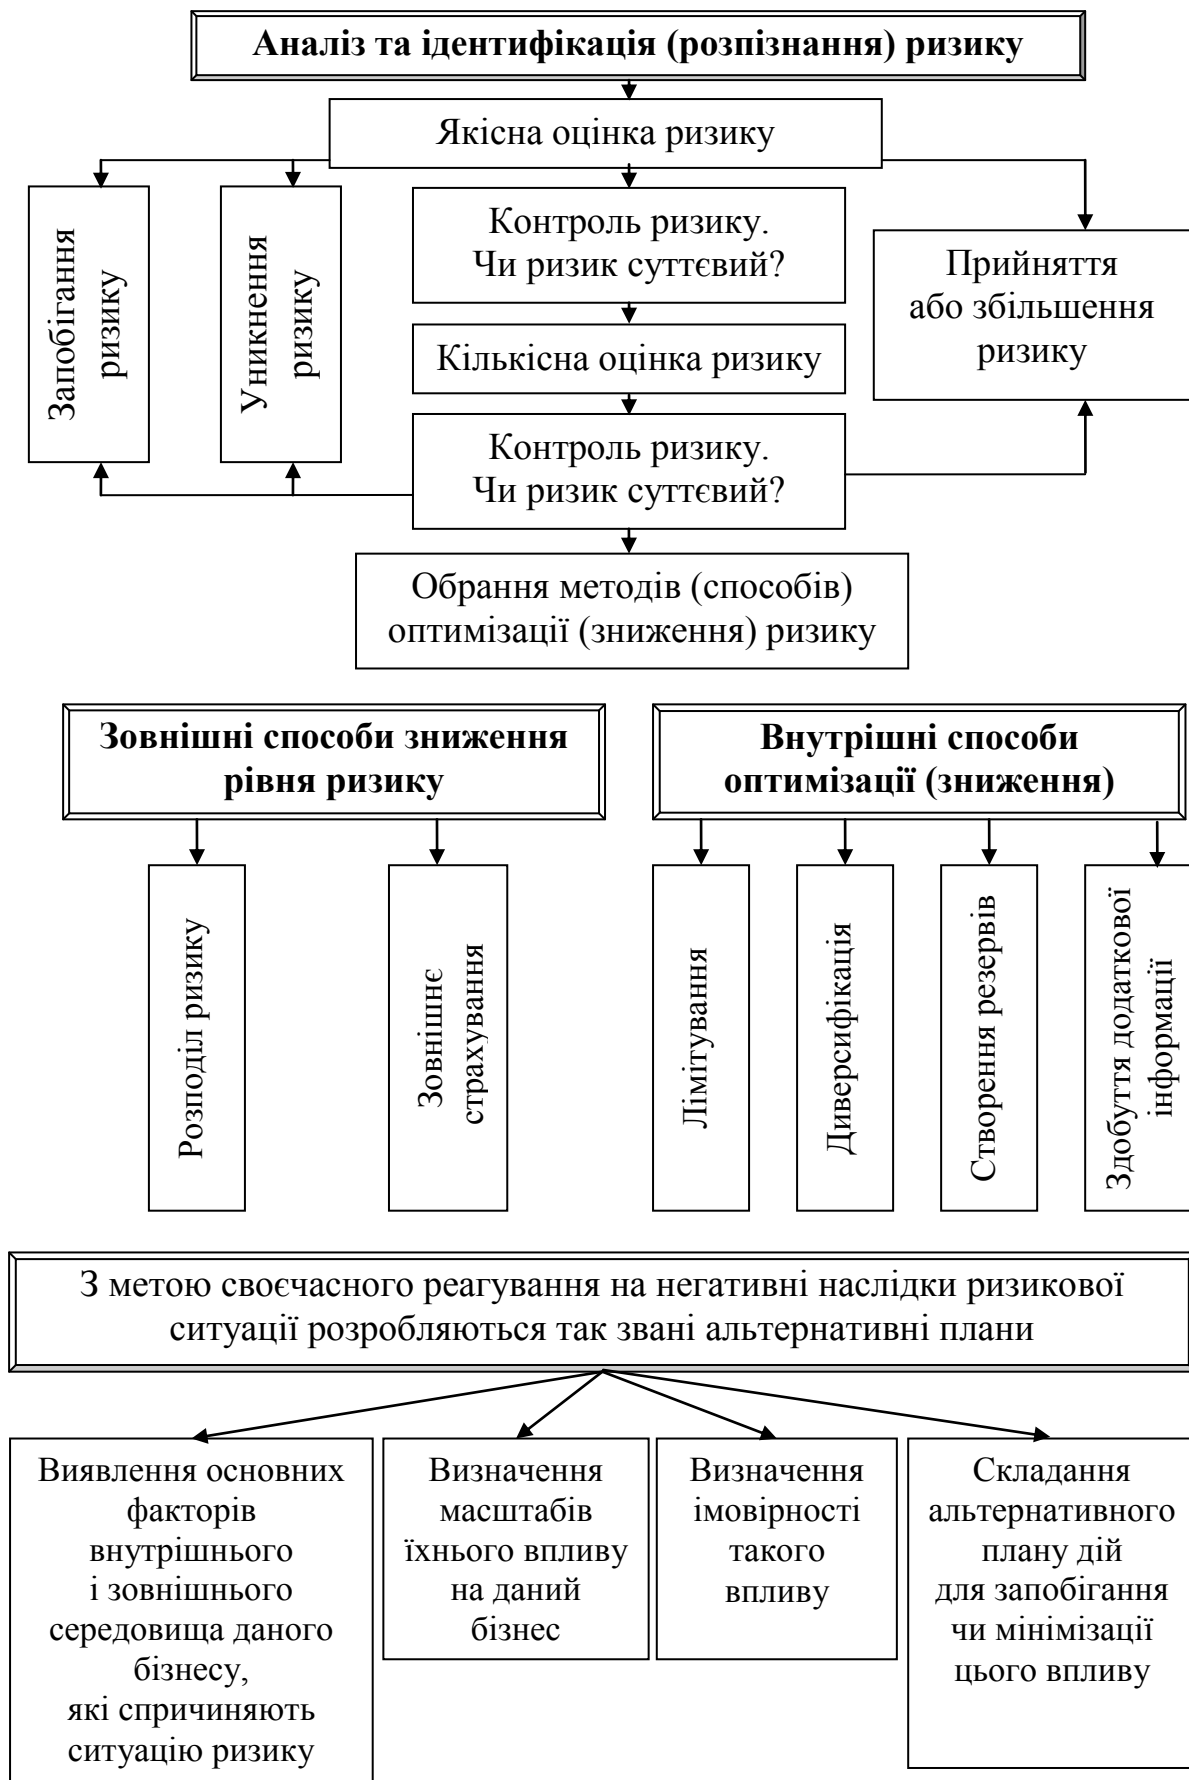 Аналіз та ідентифікація (розпізнання) ризику
Якісна оцінка ризику
Запобігання
ризику
Уникнення
ризику
Контроль ризику.
Чи ризик суттєвий?
Прийняття
або збільшення
ризику
Кількісна оцінка ризику
Контроль ризику.
Чи ризик суттєвий?
Обрання методів (способів)
оптимізації (зниження) ризику
Зовнішні способи зниження
рівня ризику
Внутрішні способи
оптимізації (зниження)
Розподіл ризику
Зовнішнє
страхування
Лімітування
Диверсифікація
Створення резервів
Здобуття додаткової
інформації
З метою своєчасного реагування на негативні наслідки ризикової
ситуації розробляються так звані альтернативні плани
Виявлення основних
факторів
внутрішнього
і зовнішнього
середовища даного
бізнесу,
які спричиняють
ситуацію ризику
Визначення
масштабів
їхнього впливу
на даний
бізнес
Визначення
імовірності
такого
впливу
Складання
альтернативного
плану дій
для запобігання
чи мінімізації
цього впливу